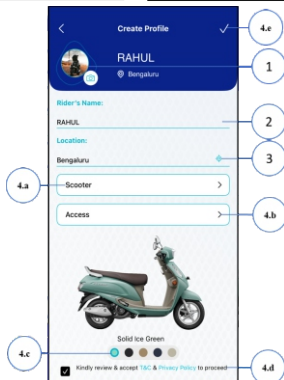 Create Profile
4.e
RAHUL
1
Bengaluru
Rider's Name:
RAHUL
2
Location:
Bengaluru
3
4.a
Scooter
Access
4.b
Solid Ice Green
4.c
Kindly review & accept T&C & Privacy Policy to proceed
4.d